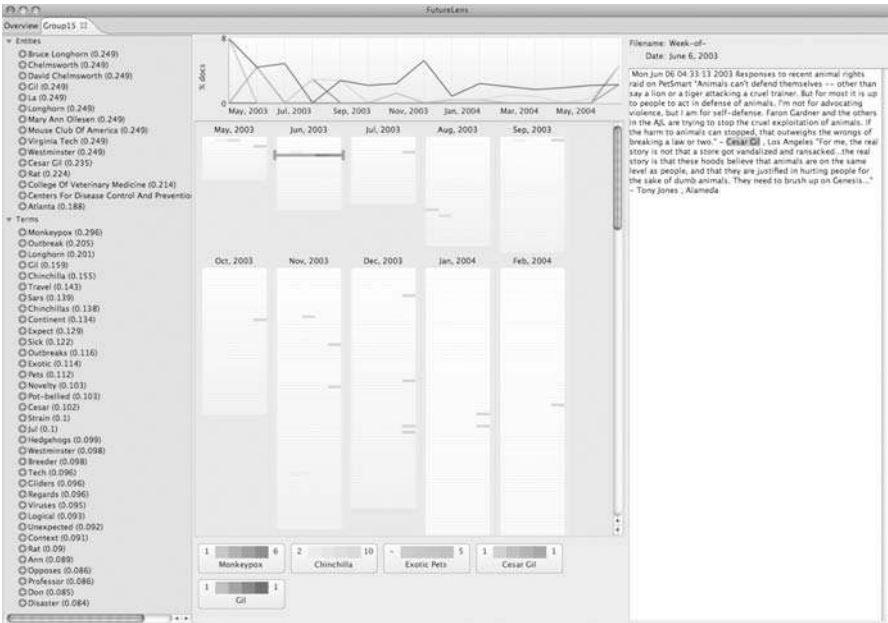 FutureLens
Overview Group15
Entities
Bruce Longhorn (0.249)
Chelmsworth (0.249)
David Chelmsworth (0.249)
Gil (0.249)
La (0.249)
Longhorn (0.249)
Mary Ann Ollesen (0.249)
Mouse Club Of America (0.249)
Virginia Tech (0.249)
Westminster (0.249)
Cesar Gil (0.235)
Rat (0.224)
College Of Veterinary Medicine (0.214)
Centers For Disease Control And Preventio
Atlanta (0.188)
Terms
Monkeypox (0.296)
Outbreak (0.205)
Longhorn (0.201)
Gil (0.159)
Chinchilla (0.155)
Travel (0.143)
Sars (0.139)
Chinchillas (0.138)
Continent (0.134)
Expect (0.129)
Sick (0.122)
Outbreaks (0.116)
Exotic (0.114)
Pets (0.112)
Novelty (0.103)
Pot-bellied (0.103)
Cesar (0.102)
Strain (0.1)
Jul (0.1)
Hedgehogs (0.099)
Westminster (0.098)
Breeder (0.098)
Tech (0.096)
Gliders (0.096)
Regards (0.096)
Viruses (0.095)
Logical (0.093)
Unexpected (0.092)
Context (0.091)
Rat (0.09)
Ann (0.089)
Opposes (0.086)
Professor (0.086)
Don (0.085)
Disaster (0.084)
8
% docs
0
May, 2003 Jul, 2003 Sep, 2003 Nov, 2003 Jan, 2004 Mar, 2004 May, 2004
May, 2003 Jun, 2003 Jul, 2003 Aug, 2003 Sep, 2003
Oct, 2003 Nov, 2003 Dec, 2003 Jan, 2004 Feb, 2004
1 6
Monkeypox
2 10
Chinchilla
- 5
Exotic Pets
1 1
Cesar Gil
1 1
Gil
Filename: Week-of-
Date: June 6, 2003
Mon Jun 06 04:33:13 2003 Responses to recent animal rights
raid on PetSmart "Animals can't defend themselves -- other than
say a lion or a tiger attacking a cruel trainer. But for most it is up
to people to act in defense of animals. I'm not for advocating
violence, but I am for self-defense. Faron Gardner and the others
in the AJL are trying to stop the cruel exploitation of animals. If
the harm to animals can stopped, that outweighs the wrongs of
breaking a law or two." - Cesar Gil , Los Angeles "For me, the real
story is not that a store got vandalized and ransacked...the real
story is that these hoods believe that animals are on the same
level as people, and that they are justified in hurting people for
the sake of dumb animals. They need to brush up on Genesis..."
- Tony Jones , Alameda